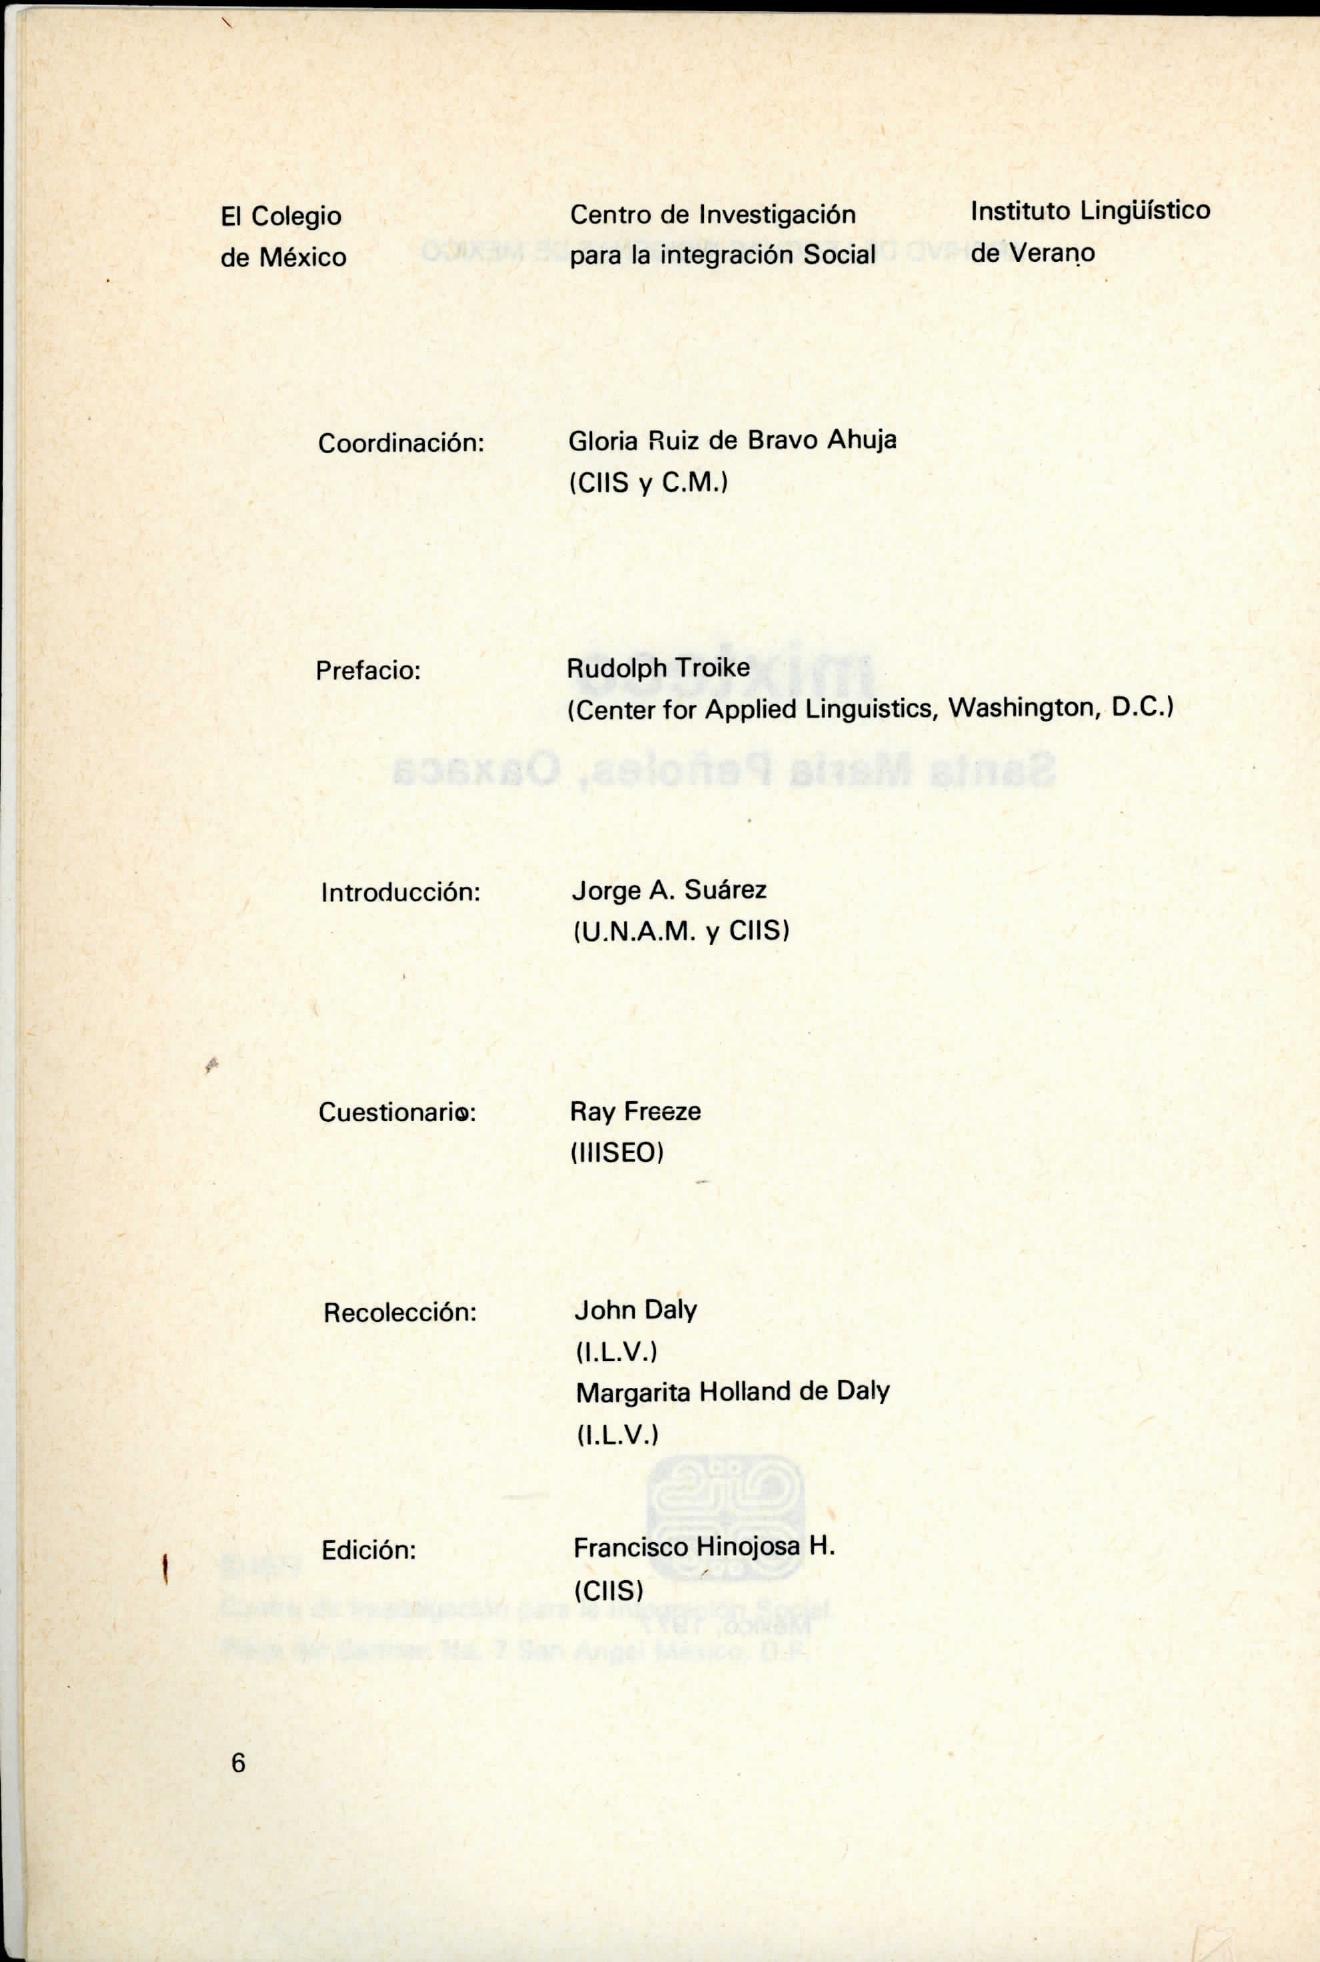 El Colegio
de México
Centro de Investigación
para la integración Social
Instituto Lingüístico
de Verano
Coordinación: Gloria Ruiz de Bravo Ahuja
(CIIS y C.M.)
Prefacio: Rudolph Troike
(Center for Applied Linguistics, Washington, D.C.)
Introducción: Jorge A. Suárez
(U.N.A.M. y CIIS)
Cuestionario: Ray Freeze
(IIISEO)
Recolección: John Daly
(I.L.V.)
Margarita Holland de Daly
(I.L.V.)
Edición: Francisco Hinojosa H.
(CIIS)
6